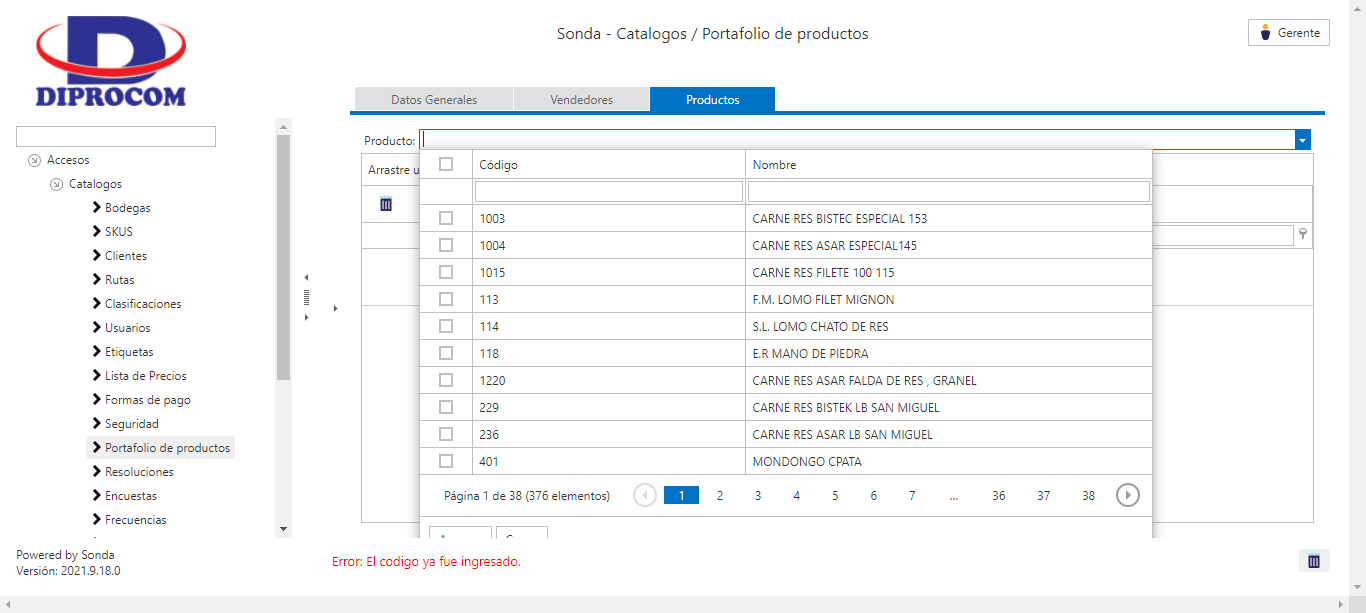 DIPROCOM
Sonda - Catalogos / Portafolio de productos
Gerente
Datos Generales
Vendedores
Productos
Accesos
Catalogos
Bodegas
SKUS
Clientes
Rutas
Clasificaciones
Usuarios
Etiquetas
Lista de Precios
Formas de pago
Seguridad
Portafolio de productos
Resoluciones
Encuestas
Frecuencias
Producto:
Arrastre u
Código Nombre
1003 CARNE RES BISTEC ESPECIAL 153
1004 CARNE RES ASAR ESPECIAL145
1015 CARNE RES FILETE 100 115
113 F.M. LOMO FILET MIGNON
114 S.L. LOMO CHATO DE RES
118 E.R MANO DE PIEDRA
1220 CARNE RES ASAR FALDA DE RES , GRANEL
229 CARNE RES BISTEK LB SAN MIGUEL
236 CARNE RES ASAR LB SAN MIGUEL
401 MONDONGO CPATA
Página 1 de 38 (376 elementos) 1 2 3 4 5 6 7 ... 36 37 38
Powered by Sonda
Versión: 2021.9.18.0
Error: El codigo ya fue ingresado.